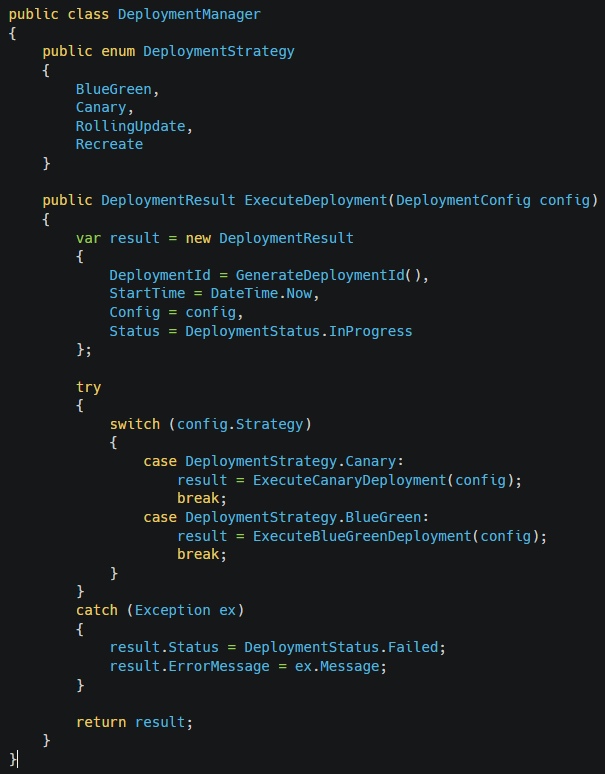 public class DeploymentManager
{
    public enum DeploymentStrategy
    {
        BlueGreen,
        Canary,
        RollingUpdate,
        Recreate
    }

    public DeploymentResult ExecuteDeployment(DeploymentConfig config)
    {
        var result = new DeploymentResult
        {
            DeploymentId = GenerateDeploymentId(),
            StartTime = DateTime.Now,
            Config = config,
            Status = DeploymentStatus.InProgress
        };

        try
        {
            switch (config.Strategy)
            {
                case DeploymentStrategy.Canary:
                    result = ExecuteCanaryDeployment(config);
                    break;
                case DeploymentStrategy.BlueGreen:
                    result = ExecuteBlueGreenDeployment(config);
                    break;
            }
        }
        catch (Exception ex)
        {
            result.Status = DeploymentStatus.Failed;
            result.ErrorMessage = ex.Message;
        }

        return result;
    }
}